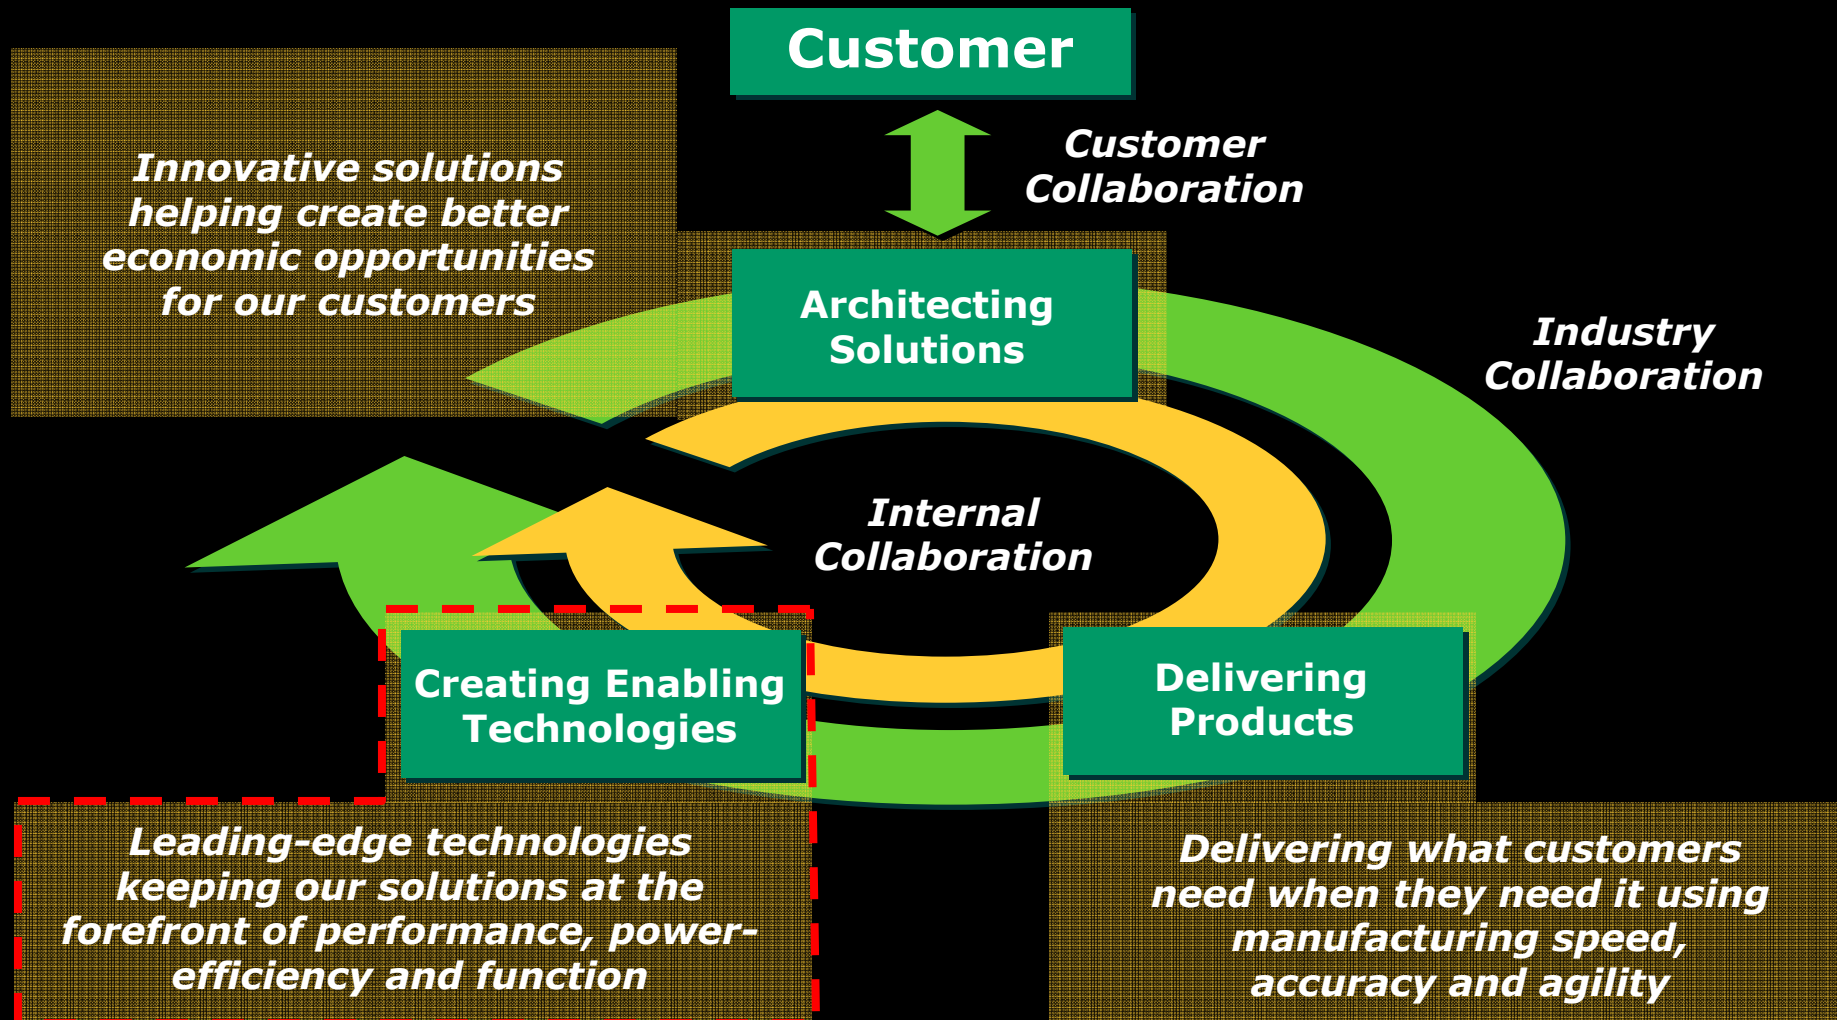 Customer
Customer
Collaboration
Innovative solutions
helping create better
economic opportunities
for our customers
Architecting
Solutions
Industry
Collaboration
Internal
Collaboration
Creating Enabling
Technologies
Delivering
Products
Leading-edge technologies
keeping our solutions at the
forefront of performance, power-
efficiency and function
Delivering what customers
need when they need it using
manufacturing speed,
accuracy and agility